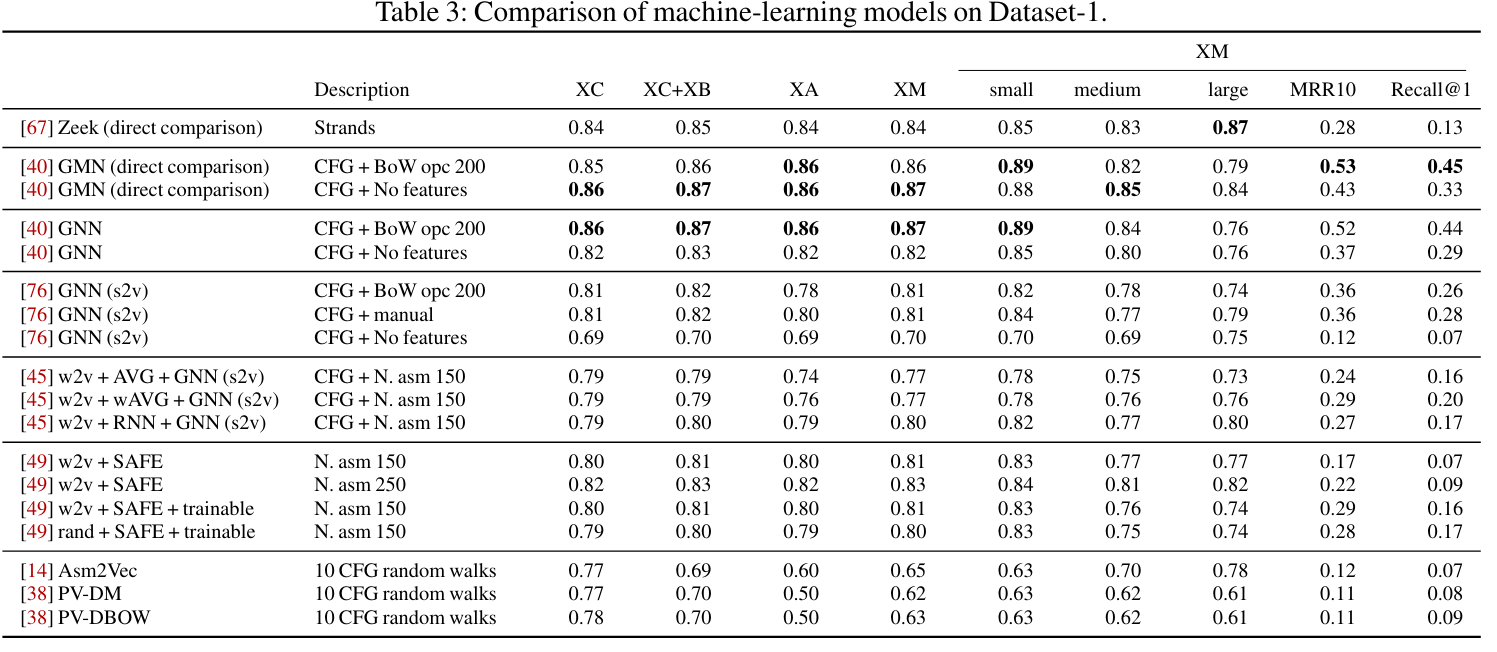 Table 3: Comparison of machine-learning models on Dataset-1.
XM
Description XC XC+XB XA XM small medium large MRR10 Recall@1
[67] Zeek (direct comparison) Strands 0.84 0.85 0.84 0.84 0.85 0.83 0.87 0.28 0.13
[40] GMN (direct comparison) CFG + BoW opc 200 0.85 0.86 0.86 0.86 0.89 0.82 0.79 0.53 0.45
[40] GMN (direct comparison) CFG + No features 0.86 0.87 0.86 0.87 0.88 0.85 0.84 0.43 0.33
[40] GNN CFG + BoW opc 200 0.86 0.87 0.86 0.87 0.89 0.84 0.76 0.52 0.44
[40] GNN CFG + No features 0.82 0.83 0.82 0.82 0.85 0.80 0.76 0.37 0.29
[76] GNN (s2v) CFG + BoW opc 200 0.81 0.82 0.78 0.81 0.82 0.78 0.74 0.36 0.26
[76] GNN (s2v) CFG + manual 0.81 0.82 0.80 0.81 0.84 0.77 0.79 0.36 0.28
[76] GNN (s2v) CFG + No features 0.69 0.70 0.69 0.70 0.70 0.69 0.75 0.12 0.07
[45] w2v + AVG + GNN (s2v) CFG + N. asm 150 0.79 0.79 0.74 0.77 0.78 0.75 0.73 0.24 0.16
[45] w2v + wAVG + GNN (s2v) CFG + N. asm 150 0.79 0.79 0.76 0.77 0.78 0.76 0.76 0.29 0.20
[45] w2v + RNN + GNN (s2v) CFG + N. asm 150 0.79 0.80 0.79 0.80 0.82 0.77 0.80 0.27 0.17
[49] w2v + SAFE N. asm 150 0.80 0.81 0.80 0.81 0.83 0.77 0.77 0.17 0.07
[49] w2v + SAFE N. asm 250 0.82 0.83 0.82 0.83 0.84 0.81 0.82 0.22 0.09
[49] w2v + SAFE + trainable N. asm 150 0.80 0.81 0.80 0.81 0.83 0.76 0.74 0.29 0.16
[49] rand + SAFE + trainable N. asm 150 0.79 0.80 0.79 0.80 0.83 0.75 0.74 0.28 0.17
[14] Asm2Vec 10 CFG random walks 0.77 0.69 0.60 0.65 0.63 0.70 0.78 0.12 0.07
[38] PV-DM 10 CFG random walks 0.77 0.70 0.50 0.62 0.63 0.62 0.61 0.11 0.08
[38] PV-DBOW 10 CFG random walks 0.78 0.70 0.50 0.63 0.63 0.62 0.61 0.11 0.09